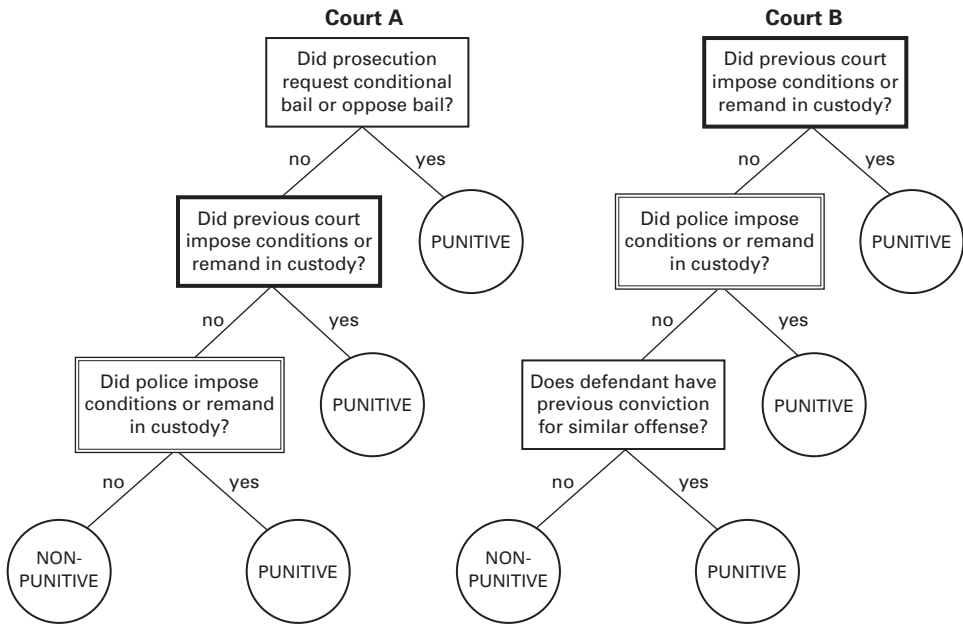 Court A
Did prosecution
request conditional
bail or oppose bail?
no
yes
Did previous court
impose conditions or
remand in custody?
PUNITIVE
no
yes
Did police impose
conditions or remand
in custody?
PUNITIVE
no
yes
NON-
PUNITIVE
PUNITIVE
Court B
Did previous court
impose conditions or
remand in custody?
no
yes
Did police impose
conditions or remand
in custody?
PUNITIVE
no
yes
Does defendant have
previous conviction
for similar offense?
PUNITIVE
no
yes
NON-
PUNITIVE
PUNITIVE